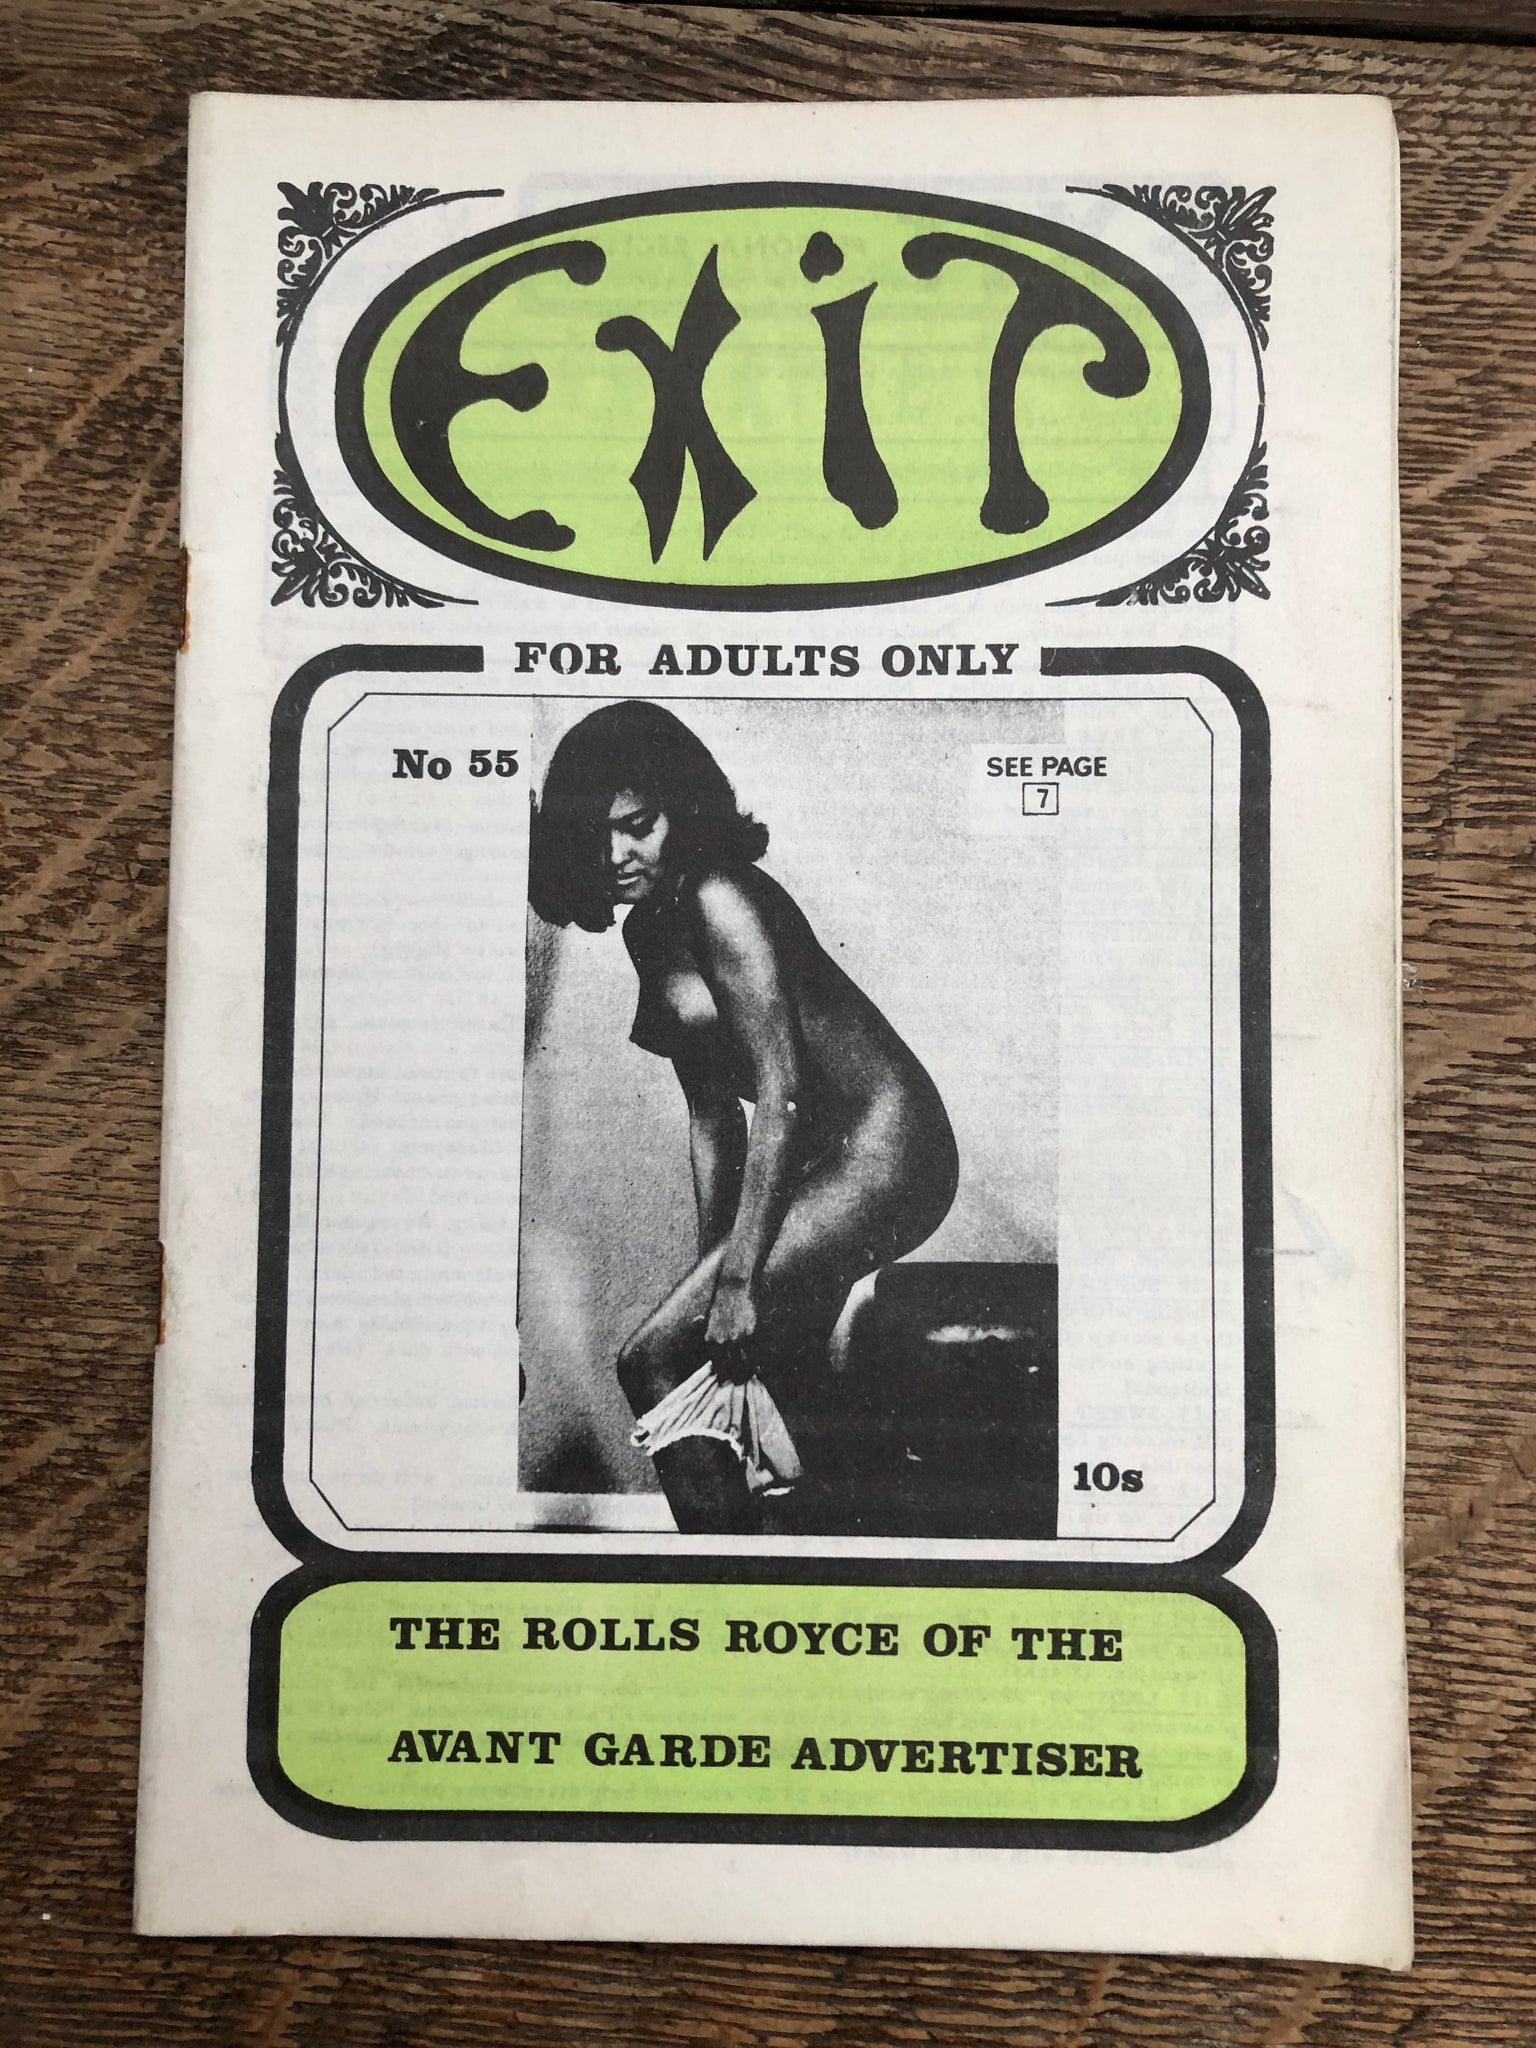 EXiT
FOR ADULTS ONLY
No 55
SEE PAGE
7
10s
THE ROLLS ROYCE OF THE
AVANT GARDE ADVERTISER